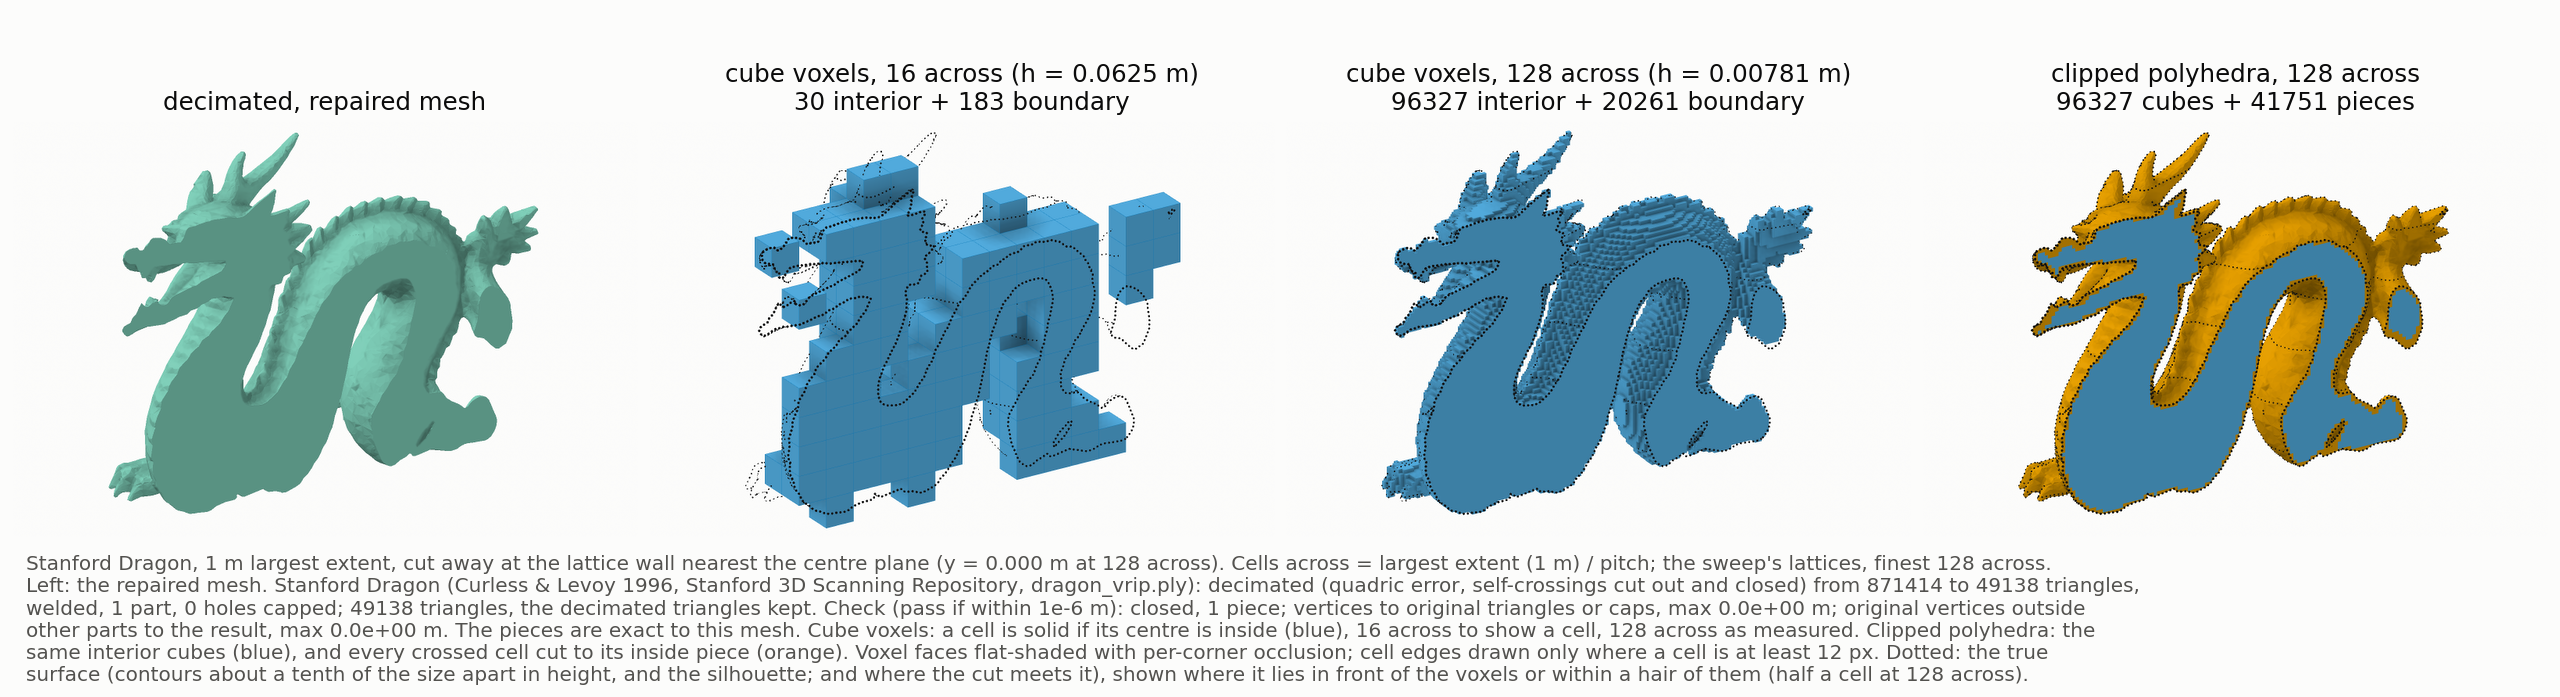 decimated, repaired mesh
cube voxels, 16 across (h = 0.0625 m)
30 interior + 183 boundary
cube voxels, 128 across (h = 0.00781 m)
96327 interior + 20261 boundary
clipped polyhedra, 128 across
96327 cubes + 41751 pieces
Stanford Dragon, 1 m largest extent, cut away at the lattice wall nearest the centre plane (y = 0.000 m at 128 across). Cells across = largest extent (1 m) / pitch; the sweep's lattices, finest 128 across.
Left: the repaired mesh. Stanford Dragon (Curless & Levoy 1996, Stanford 3D Scanning Repository, dragon_vrip.ply): decimated (quadric error, self-crossings cut out and closed) from 871414 to 49138 triangles,
welded, 1 part, 0 holes capped; 49138 triangles, the decimated triangles kept. Check (pass if within 1e-6 m): closed, 1 piece; vertices to original triangles or caps, max 0.0e+00 m; original vertices outside
other parts to the result, max 0.0e+00 m. The pieces are exact to this mesh. Cube voxels: a cell is solid if its centre is inside (blue), 16 across to show a cell, 128 across as measured. Clipped polyhedra: the
same interior cubes (blue), and every crossed cell cut to its inside piece (orange). Voxel faces flat-shaded with per-corner occlusion; cell edges drawn only where a cell is at least 12 px. Dotted: the true
surface (contours about a tenth of the size apart in height, and the silhouette; and where the cut meets it), shown where it lies in front of the voxels or within a hair of them (half a cell at 128 across).